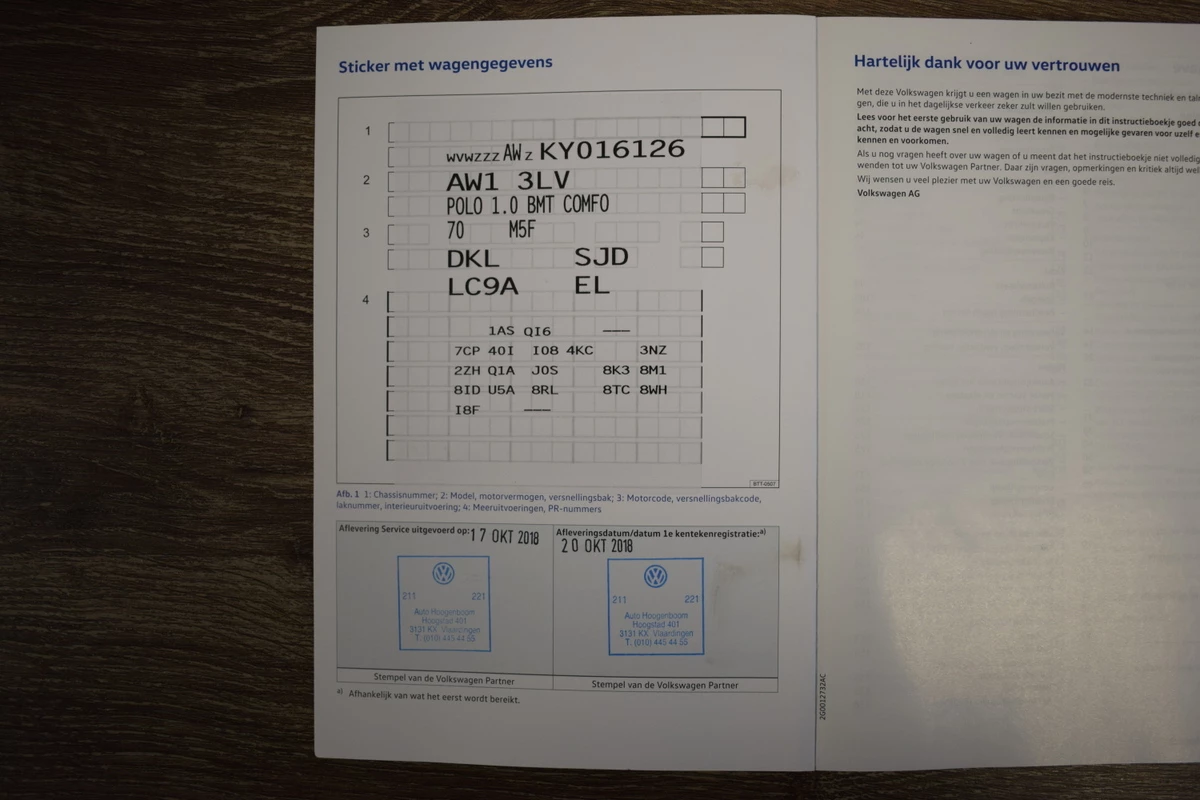 Sticker met wagengegevens
1
WVWZZZ AW Z KY016126
2
AW1 3LV
POLO 1.0 BMT COMFO
3
70 M5F
DKL SJD
LC9A EL
4
1AS QI6 ---
7CP 40I I08 4KC 3NZ
2ZH Q1A J0S 8K3 8M1
8ID U5A 8RL 8TC 8WH
I8F ---
Afb. 1 1: Chassisnummer; 2: Model, motorvermogen, versnellingsbak; 3: Motorcode, versnellingsbakcode,
laknummer, interieuruitvoering; 4: Meeruitvoeringen, PR-nummers
Aflevering Service uitgevoerd op: 17 OKT 2018
211 221
Auto Hoogenboom
Hoogstad 401
3131 KX Vlaardingen
T. (010) 445 44 55
Stempel van de Volkswagen Partner
Afleveringsdatum/datum 1e kentekenregistratie:a)
20 OKT 2018
211 221
Auto Hoogenboom
Hoogstad 401
3131 KX Vlaardingen
T. (010) 445 44 55
Stempel van de Volkswagen Partner
a) Afhankelijk van wat het eerst wordt bereikt.
Hartelijk dank voor uw vertrouwen
Met deze Volkswagen krijgt u een wagen in uw bezit met de modernste techniek en
gen, die u in het dagelijkse verkeer zeker zult willen gebruiken.
Lees voor het eerste gebruik van uw wagen de informatie in dit instructieboekje goed
acht, zodat u de wagen snel en volledig leert kennen en mogelijke gevaren voor uzelf
kennen en voorkomen.
Als u nog vragen heeft over uw wagen of u meent dat het instructieboekje niet volledig
wenden tot uw Volkswagen Partner. Daar zijn vragen, opmerkingen en kritiek altijd
Wij wensen u veel plezier met uw Volkswagen en een goede reis.
Volkswagen AG
2G0012732AC